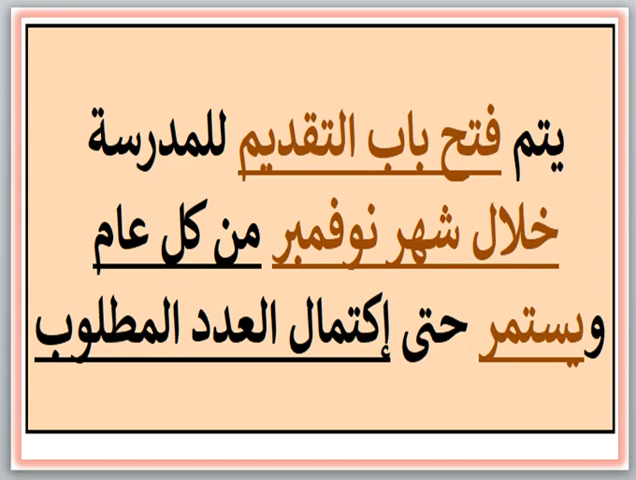 يتم فتح باب التقديم للمدرسة
خلال شهر نوفمبر من كل عام
ويستمر حتى إكتمال العدد المطلوب